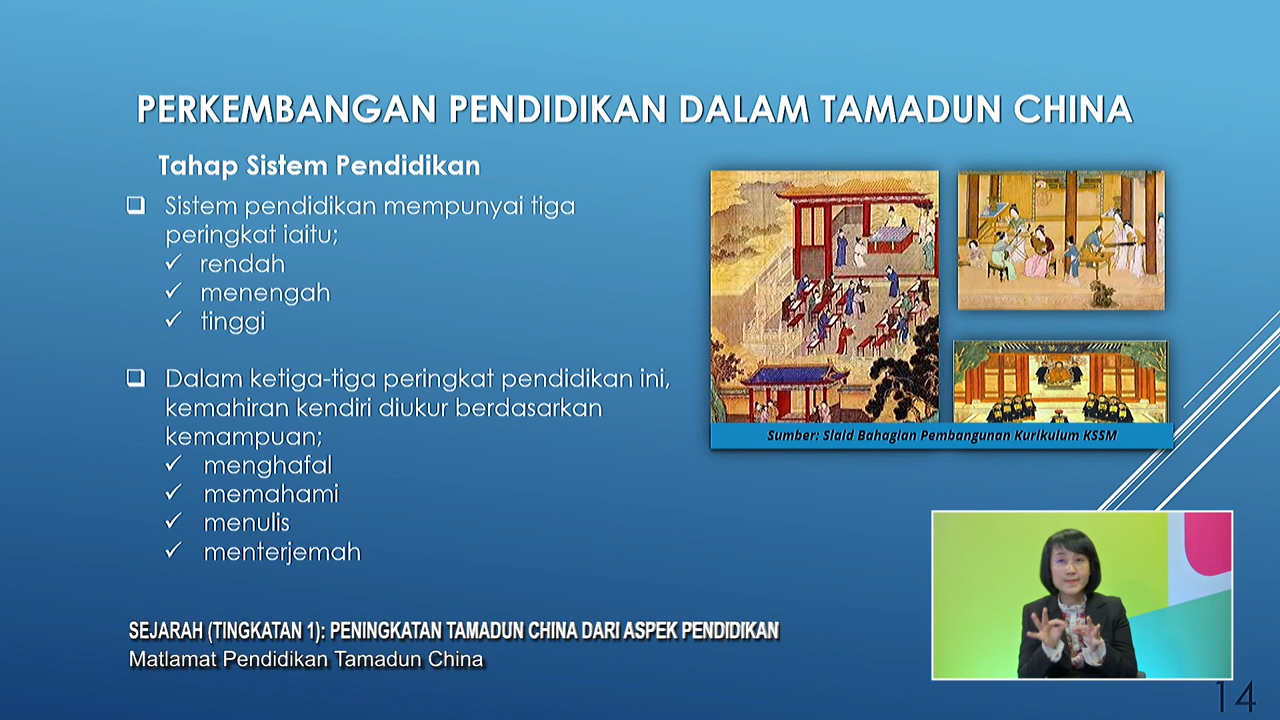 PERKEMBANGAN PENDIDIKAN DALAM TAMADUN CHINA
Tahap Sistem Pendidikan
Sistem pendidikan mempunyai tiga
peringkat iaitu;
rendah
menengah
tinggi
Dalam ketiga-tiga peringkat pendidikan ini,
kemahiran kendiri diukur berdasarkan
kemampuan;
menghafal
memahami
menulis
menterjemah
Sumber: Slaid Bahagian Pembangunan Kurikulum KSSM
SEJARAH (TINGKATAN 1): PENINGKATAN TAMADUN CHINA DARI ASPEK PENDIDIKAN
Matlamat Pendidikan Tamadun China
14